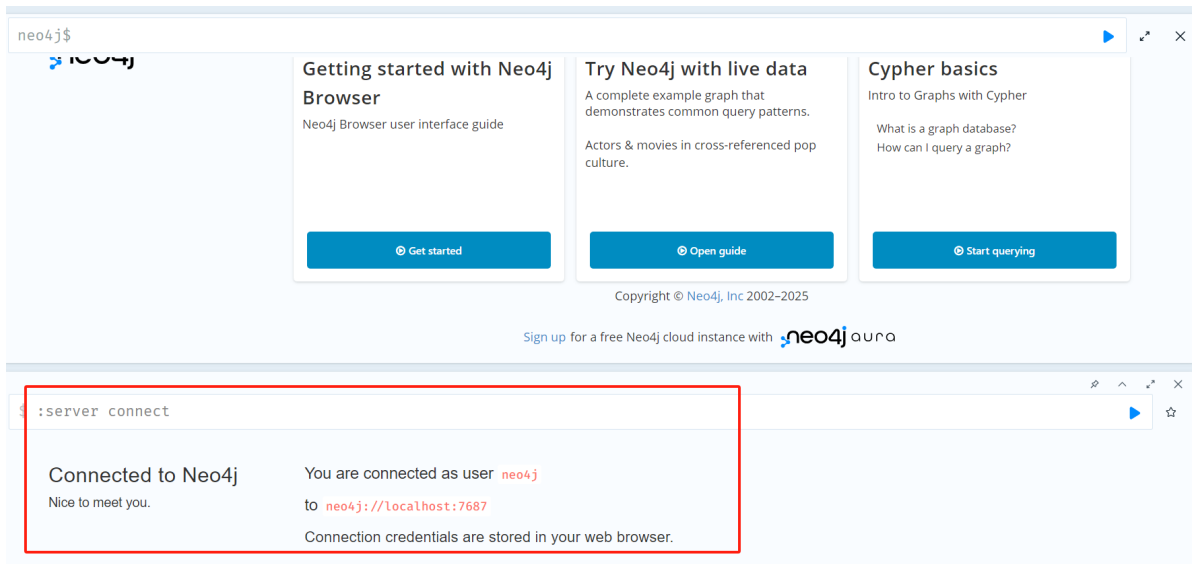 neo4j$
neo4j
Getting started with Neo4j
Browser
Neo4j Browser user interface guide
Get started
Try Neo4j with live data
A complete example graph that
demonstrates common query patterns.
Actors & movies in cross-referenced pop
culture.
Open guide
Cypher basics
Intro to Graphs with Cypher
What is a graph database?
How can I query a graph?
Start querying
Copyright © Neo4j, Inc 2002–2025
Sign up for a free Neo4j cloud instance with neo4j aura
$ :server connect
Connected to Neo4j
Nice to meet you.
You are connected as user neo4j
to neo4j://localhost:7687
Connection credentials are stored in your web browser.